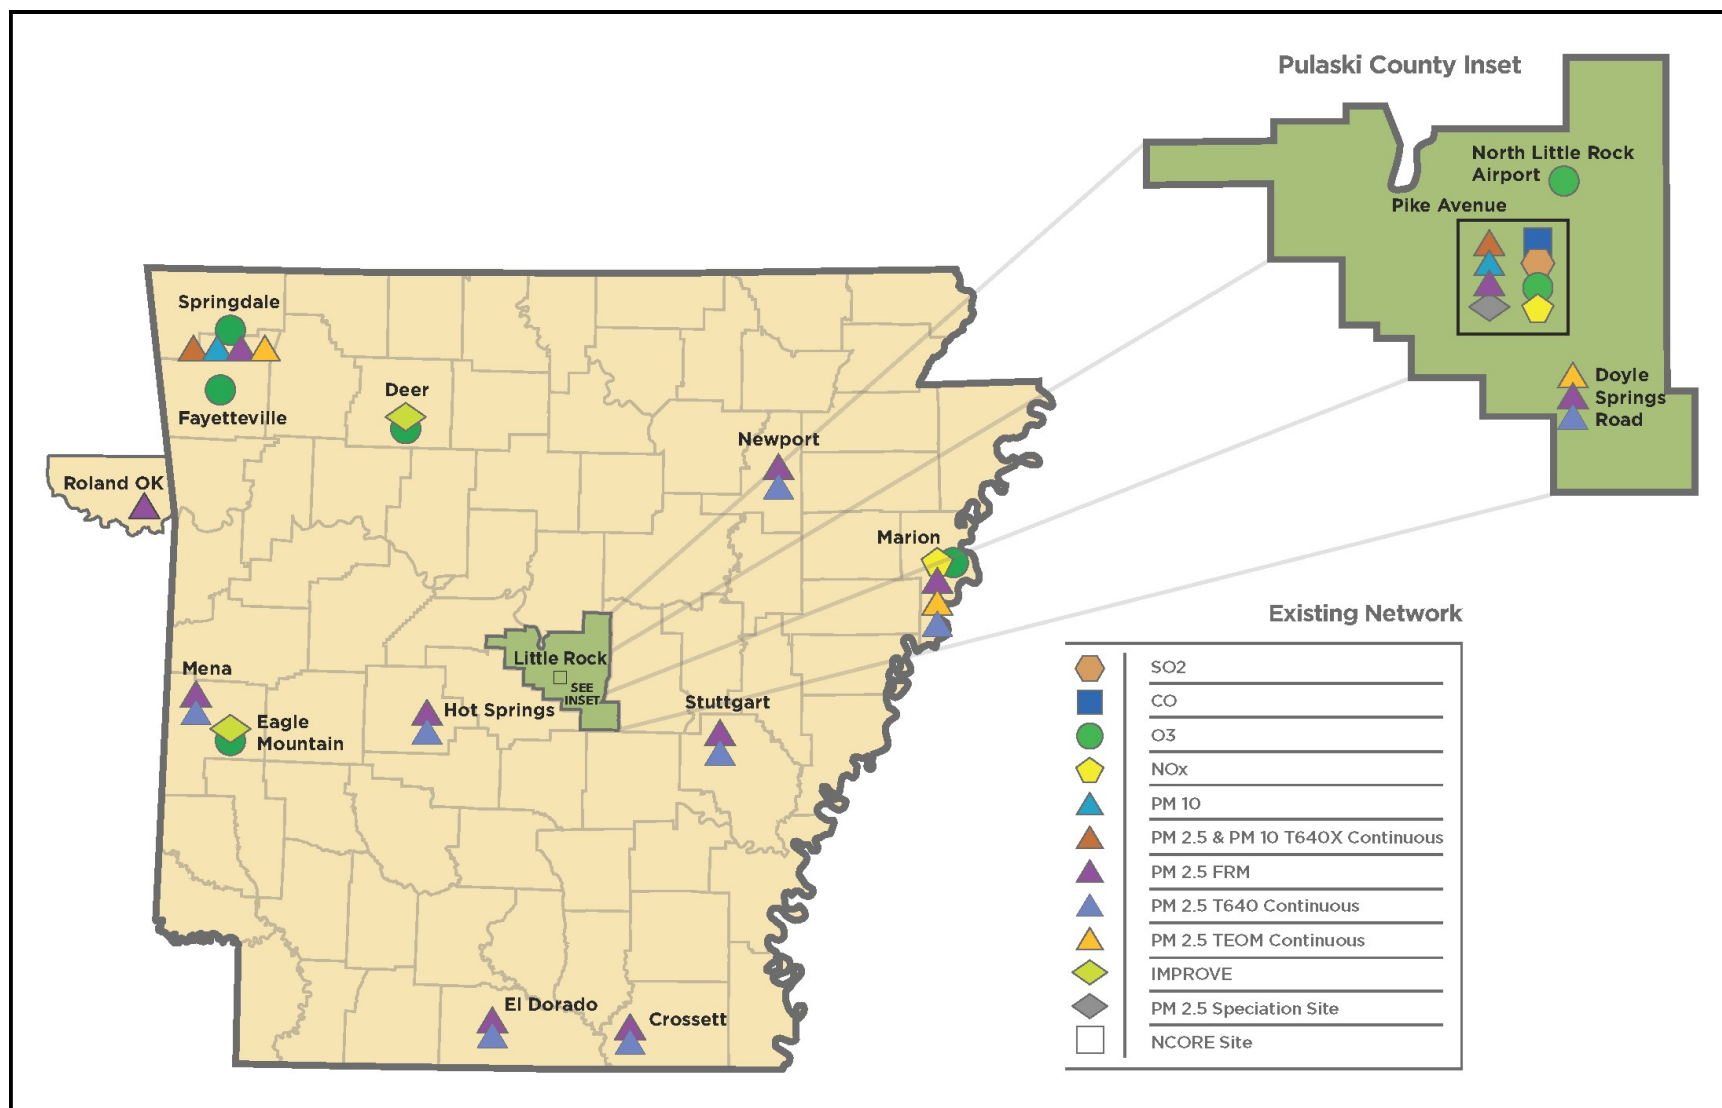 Pulaski County Inset
North Little Rock
Airport
Pike Avenue
Doyle
Springs
Road
Springdale
Fayetteville
Deer
Newport
Roland OK
Marion
Little Rock
SEE
INSET
Mena
Eagle
Mountain
Hot Springs
Stuttgart
El Dorado
Crossett
Existing Network
SO2
CO
O3
NOx
PM 10
PM 2.5 & PM 10 T640X Continuous
PM 2.5 FRM
PM 2.5 T640 Continuous
PM 2.5 TEOM Continuous
IMPROVE
PM 2.5 Speciation Site
NCORE Site